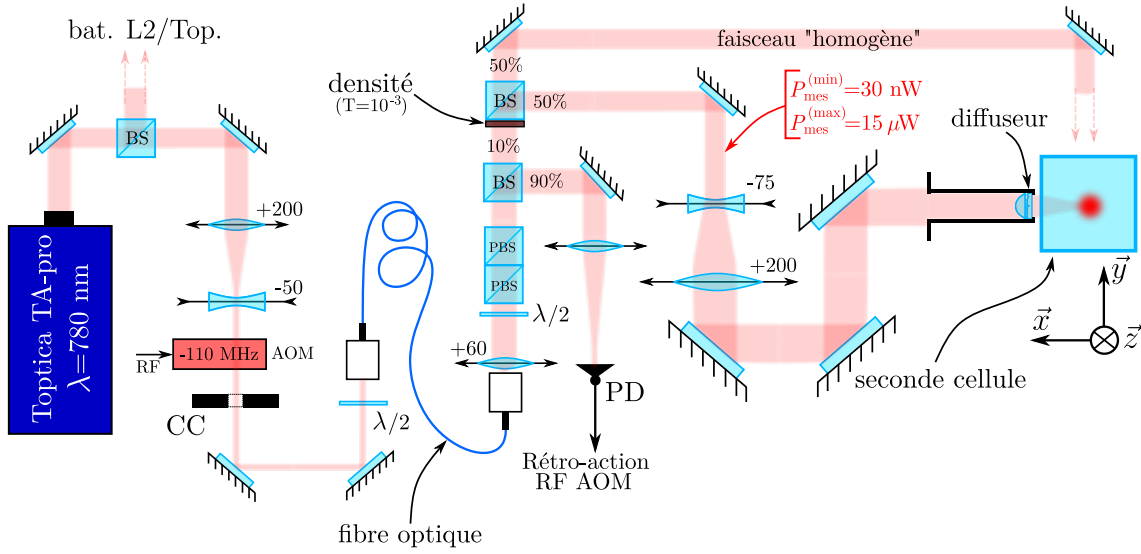 bat. L2/Top.
BS
+200
-50
Toptica TA-pro
λ=780 nm
RF
-110 MHz
AOM
CC
λ/2
fibre optique
50%
densité
(T=10⁻³)
BS
50%
10%
BS
90%
PBS
PBS
λ/2
+60
PD
Rétro-action
RF AOM
faisceau "homogène"
P_mes^(min)=30 nW
P_mes^(max)=15 μW
-75
+200
diffuseur
seconde cellule
y⃗
x⃗
z⃗